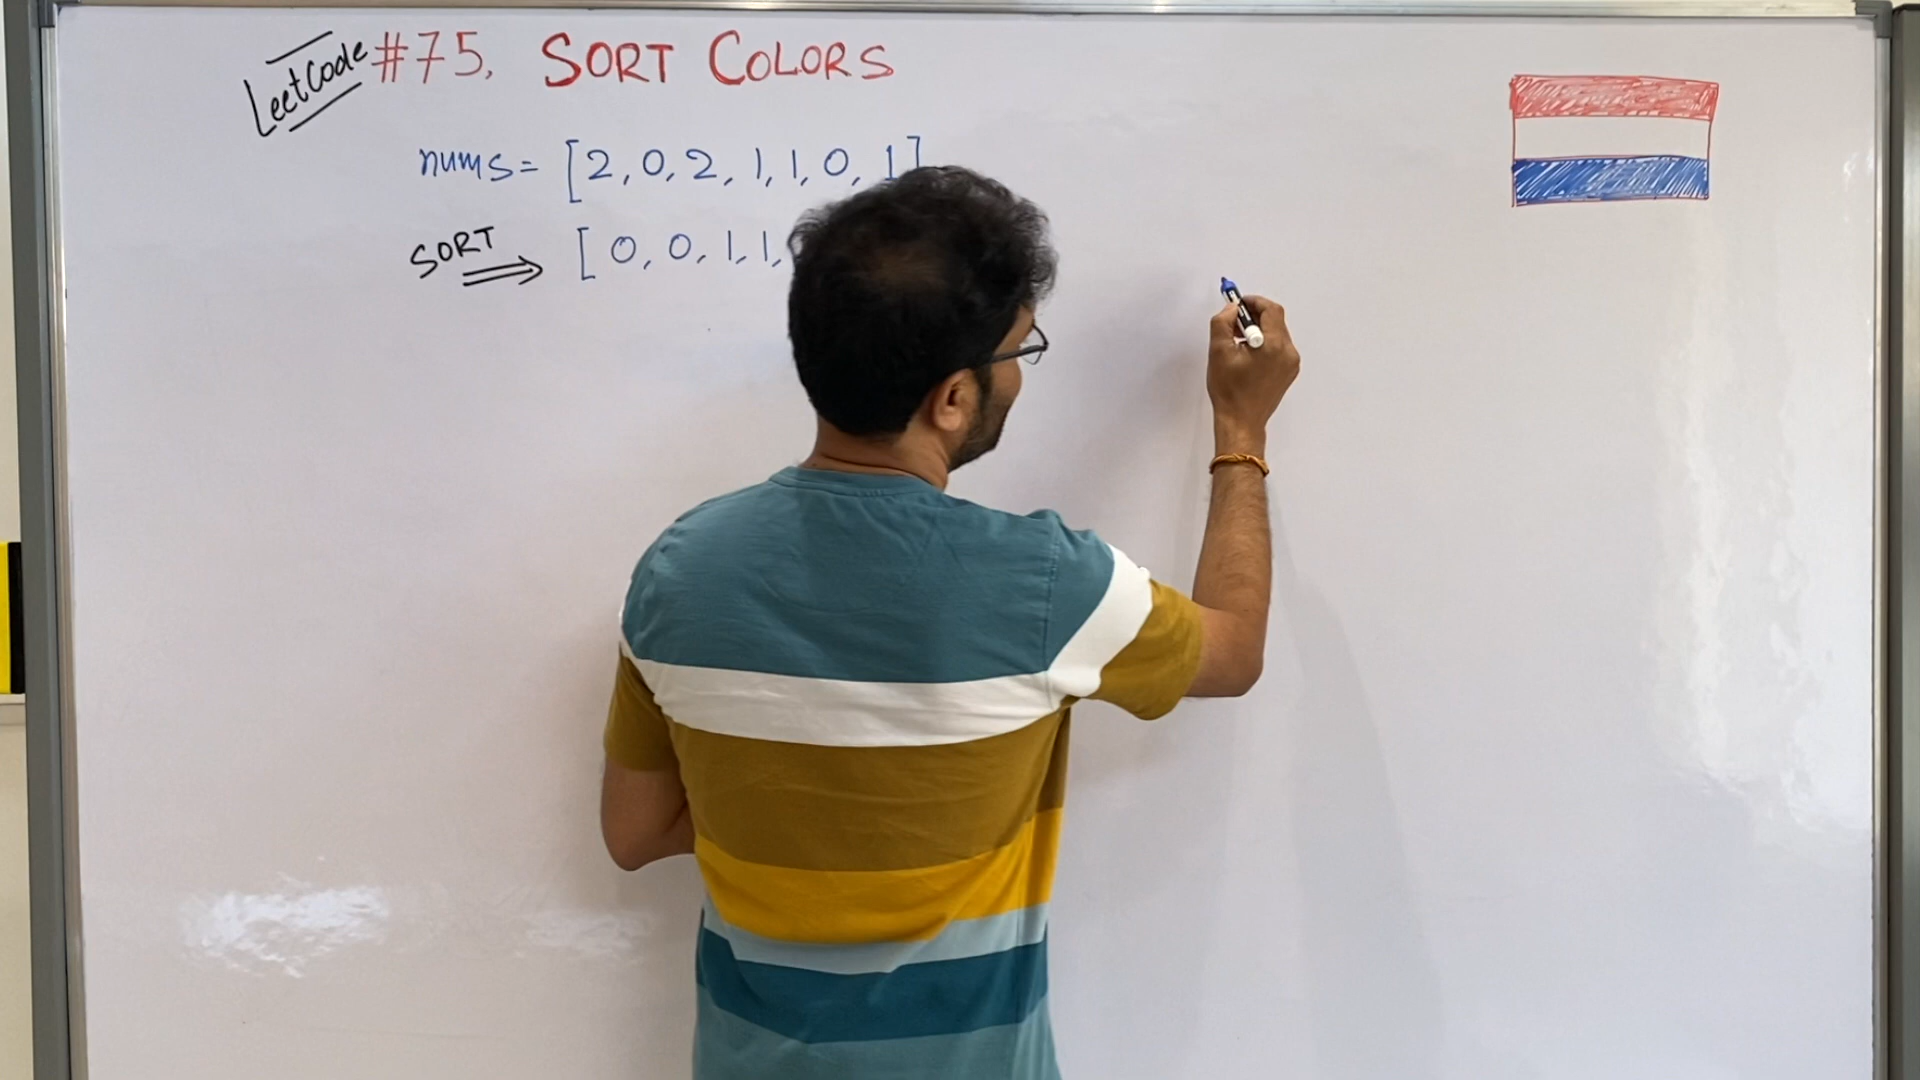 LeetCode #75. SORT COLORS
nums = [2, 0, 2, 1, 1, 0, 1]
SORT ⟹ [0, 0, 1, 1,